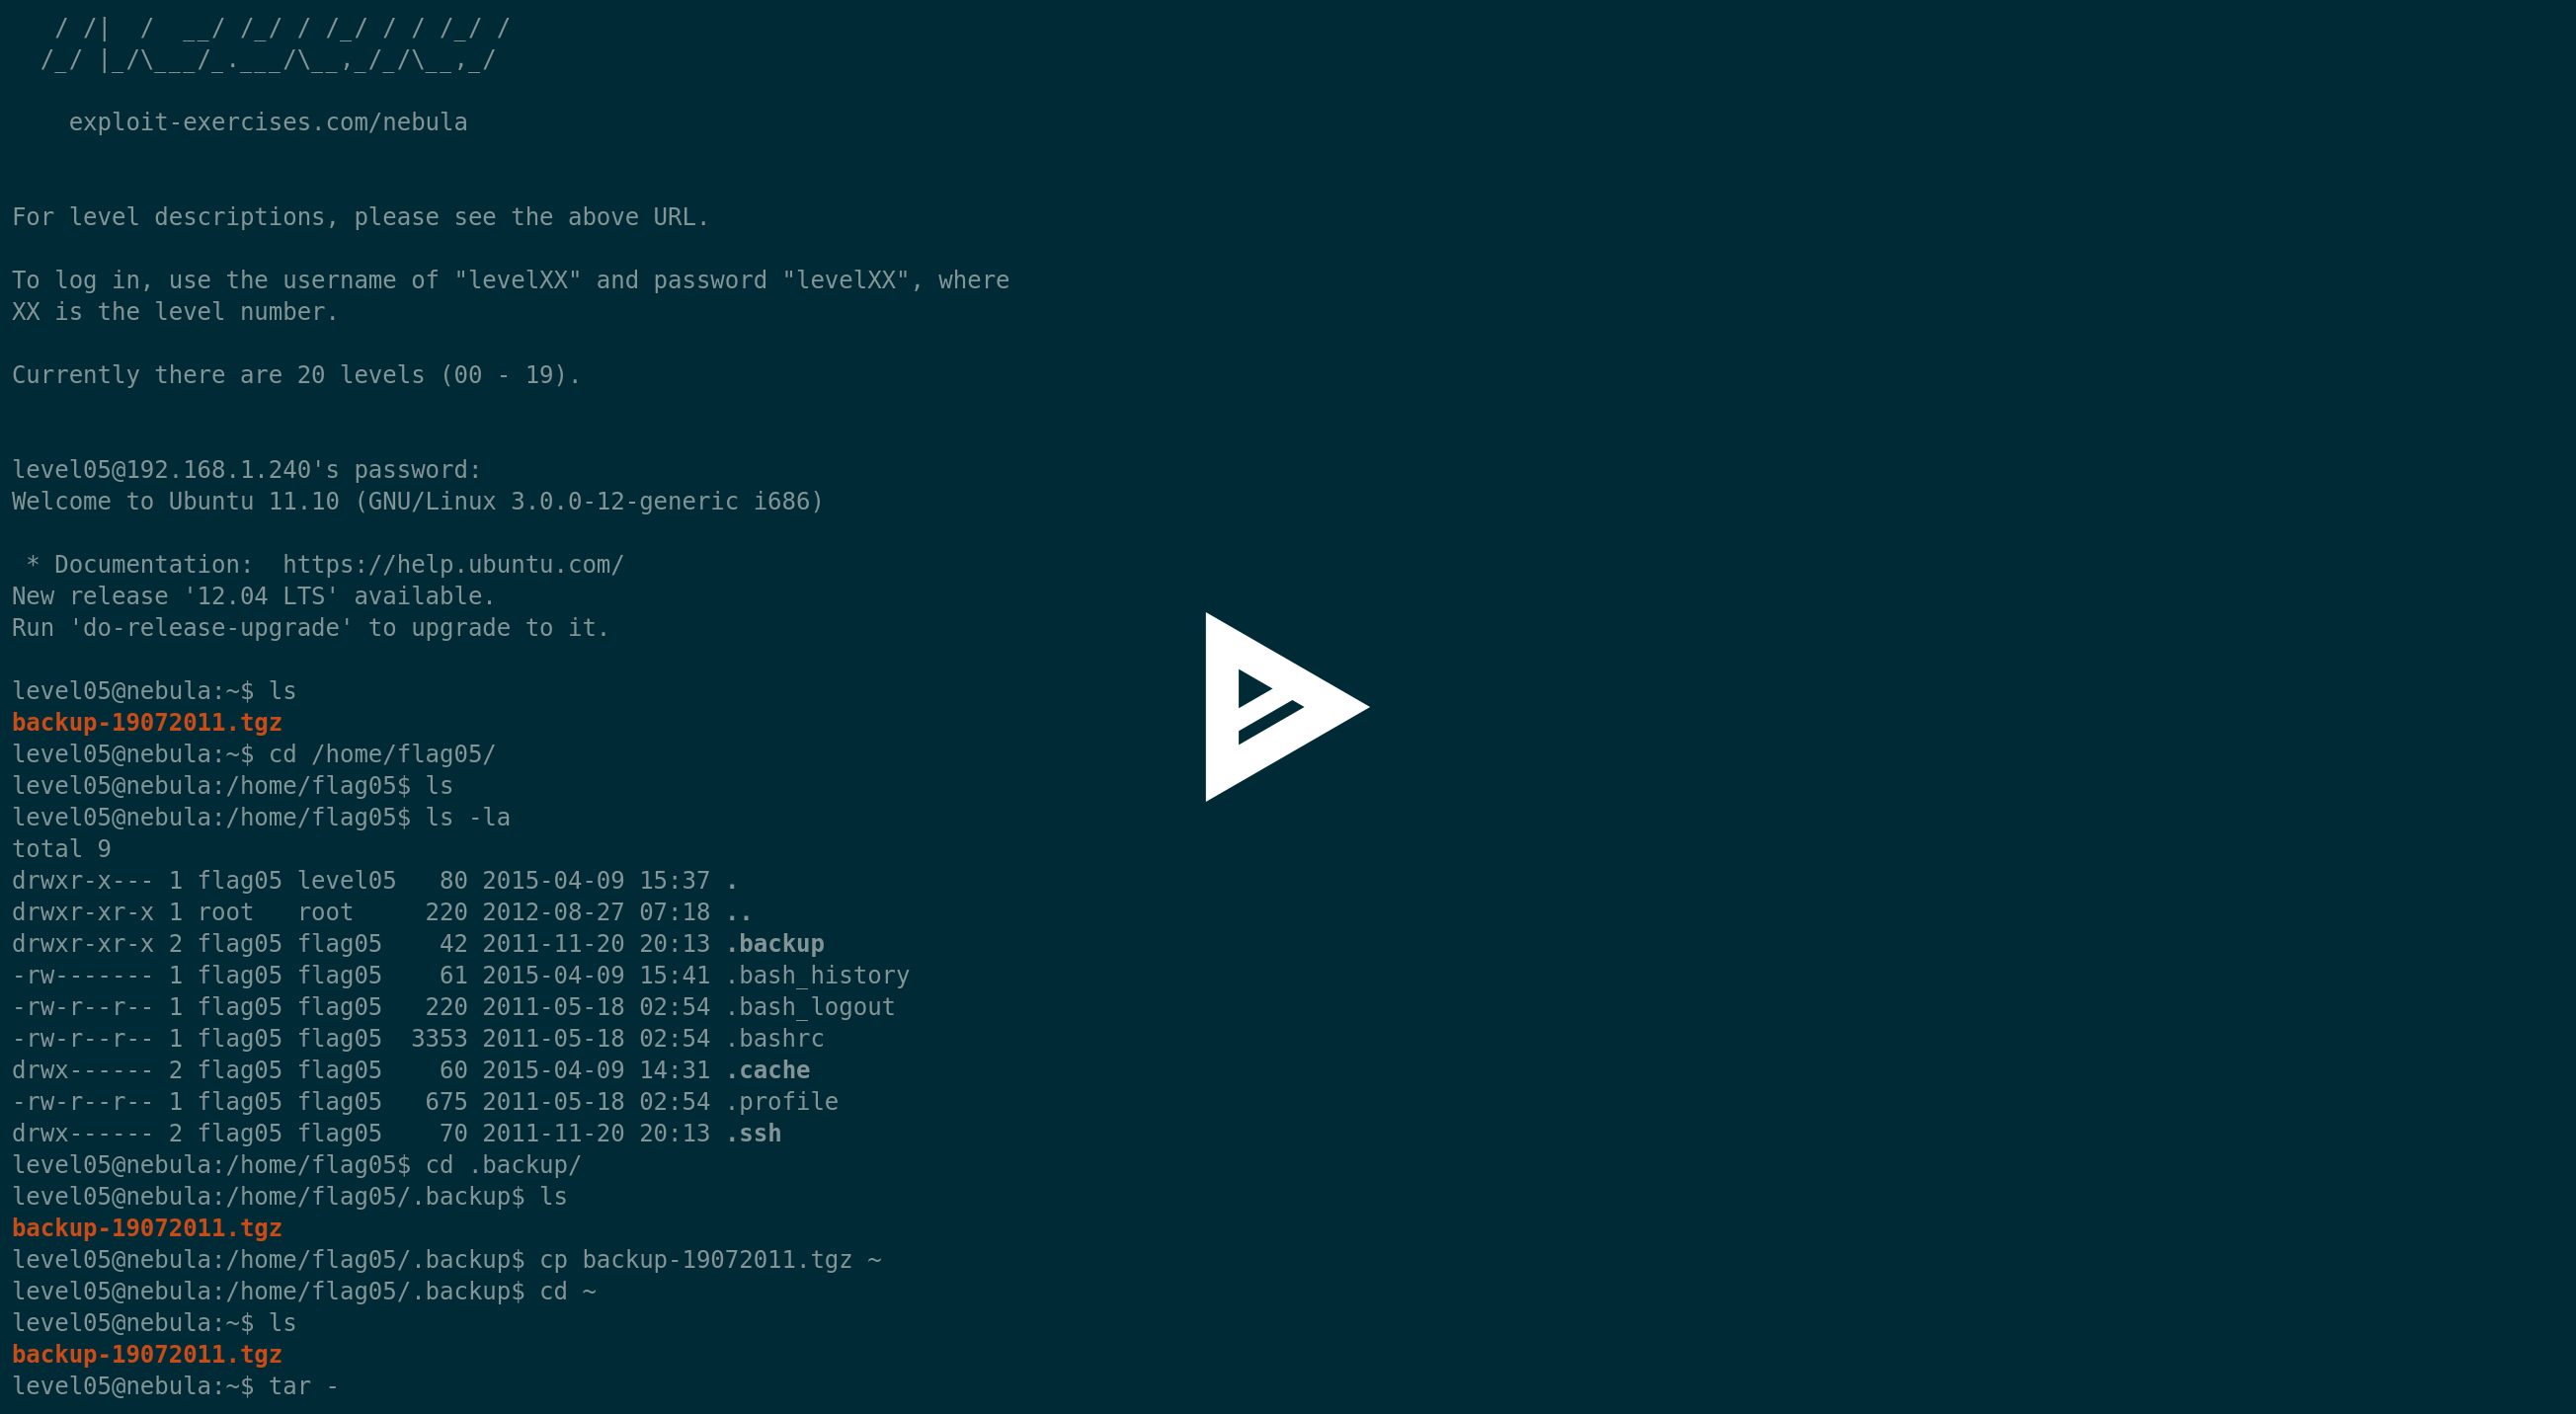 / /|  /  __/ /_/ / /_/ / / /_/ /
  /_/ |_/\___/_.___/\__,_/_/\__,_/
    exploit-exercises.com/nebula
For level descriptions, please see the above URL.
To log in, use the username of "levelXX" and password "levelXX", where
XX is the level number.
Currently there are 20 levels (00 - 19).
level05@192.168.1.240's password:
Welcome to Ubuntu 11.10 (GNU/Linux 3.0.0-12-generic i686)
 * Documentation:  https://help.ubuntu.com/
New release '12.04 LTS' available.
Run 'do-release-upgrade' to upgrade to it.
level05@nebula:~$ ls
backup-19072011.tgz
level05@nebula:~$ cd /home/flag05/
level05@nebula:/home/flag05$ ls
level05@nebula:/home/flag05$ ls -la
total 9
drwxr-x--- 1 flag05 level05   80 2015-04-09 15:37 .
drwxr-xr-x 1 root   root     220 2012-08-27 07:18 ..
drwxr-xr-x 2 flag05 flag05    42 2011-11-20 20:13 .backup
-rw------- 1 flag05 flag05    61 2015-04-09 15:41 .bash_history
-rw-r--r-- 1 flag05 flag05   220 2011-05-18 02:54 .bash_logout
-rw-r--r-- 1 flag05 flag05  3353 2011-05-18 02:54 .bashrc
drwx------ 2 flag05 flag05    60 2015-04-09 14:31 .cache
-rw-r--r-- 1 flag05 flag05   675 2011-05-18 02:54 .profile
drwx------ 2 flag05 flag05    70 2011-11-20 20:13 .ssh
level05@nebula:/home/flag05$ cd .backup/
level05@nebula:/home/flag05/.backup$ ls
backup-19072011.tgz
level05@nebula:/home/flag05/.backup$ cp backup-19072011.tgz ~
level05@nebula:/home/flag05/.backup$ cd ~
level05@nebula:~$ ls
backup-19072011.tgz
level05@nebula:~$ tar -